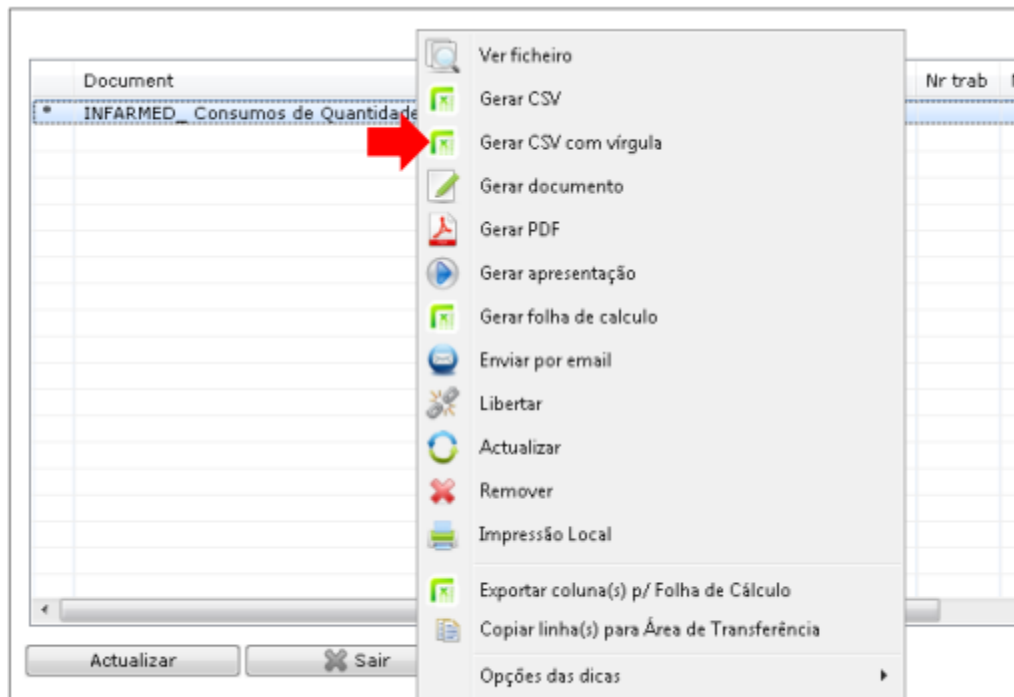 Document
Nr trab
* INFARMED_ Consumos de Quantidade
Ver ficheiro
Gerar CSV
Gerar CSV com vírgula
Gerar documento
Gerar PDF
Gerar apresentação
Gerar folha de calculo
Enviar por email
Libertar
Actualizar
Remover
Impressão Local
Exportar coluna(s) p/ Folha de Cálculo
Copiar linha(s) para Área de Transferência
Opções das dicas
Actualizar
Sair